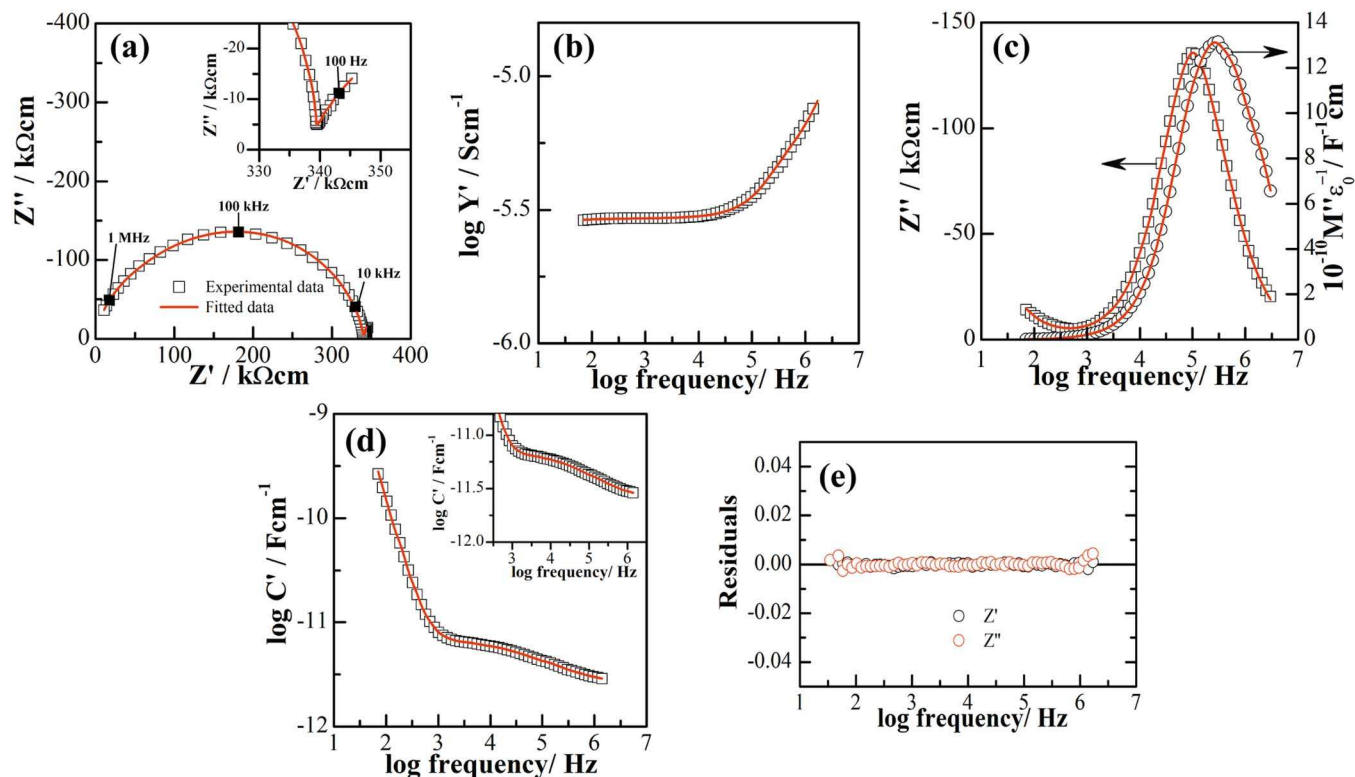 (a)
-400
-300
-200
-100
0
Z'' / kΩcm
0 100 200 300 400
Z' / kΩcm
1 MHz
100 kHz
10 kHz
Experimental data
Fitted data
-20
-10
0
Z'' / kΩcm
100 Hz
330 340 350
Z' / kΩcm
(b)
-5.0
-5.5
-6.0
log Y' / Scm⁻¹
1 2 3 4 5 6 7
log frequency/ Hz
(c)
-150
-100
-50
0
Z'' / kΩcm
14
12
10
8
6
4
2
0
10⁻¹⁰M''ε₀⁻¹/ F⁻¹cm
1 2 3 4 5 6 7
log frequency/ Hz
(d)
-9
-10
-11
-12
log C' / Fcm⁻¹
1 2 3 4 5 6 7
log frequency/ Hz
-11.0
-11.5
-12.0
log C' / Fcm⁻¹
3 4 5 6
log frequency/ Hz
(e)
0.04
0.02
0.00
-0.02
-0.04
Residuals
Z'
Z''
1 2 3 4 5 6 7
log frequency/ Hz